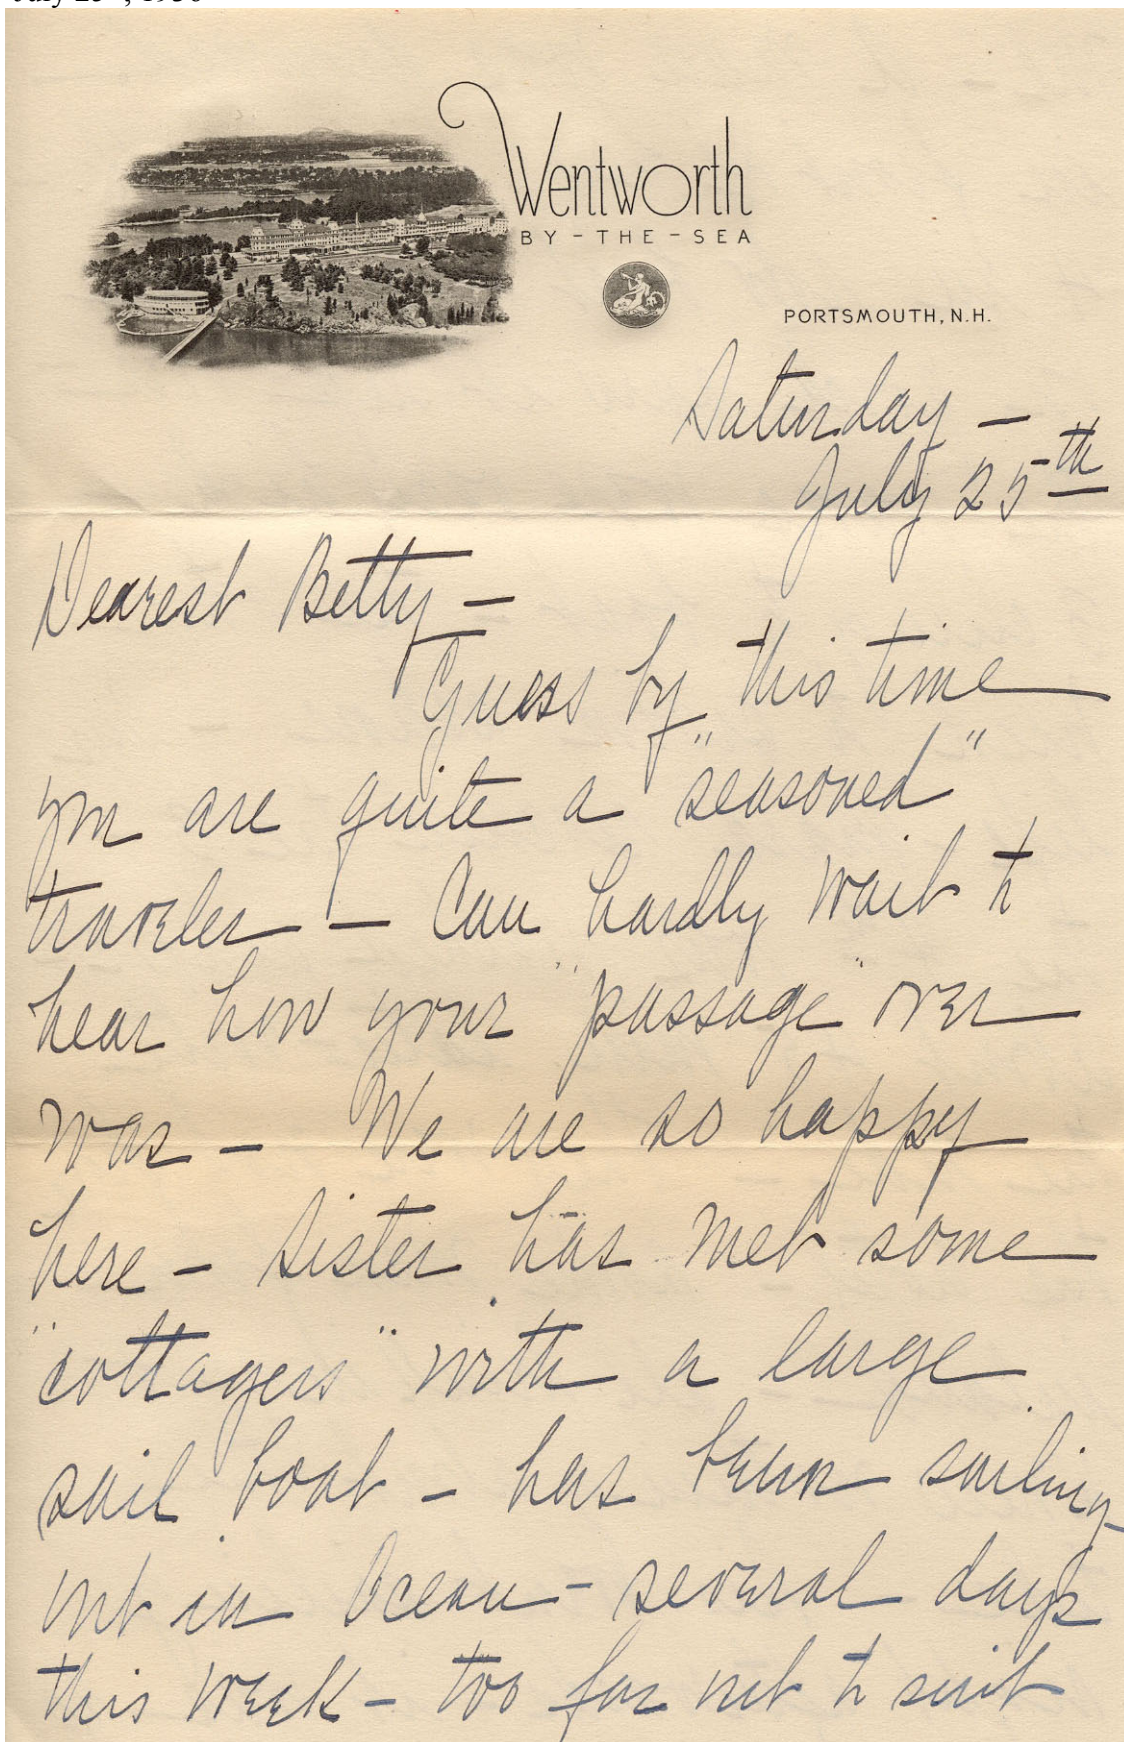 July 25th, 1936
Wentworth
BY-THE-SEA
PORTSMOUTH, N.H.
Saturday –
July 25th
Dearest Betty –
Guess by this time
you are quite a "seasoned"
traveler – Can hardly wait to
hear how your "passage" over
was – We are so happy
here – Sister has met some
"cottagers" with a large
sail boat – has been sailing
out in Ocean – several days
this week – too far out to suit